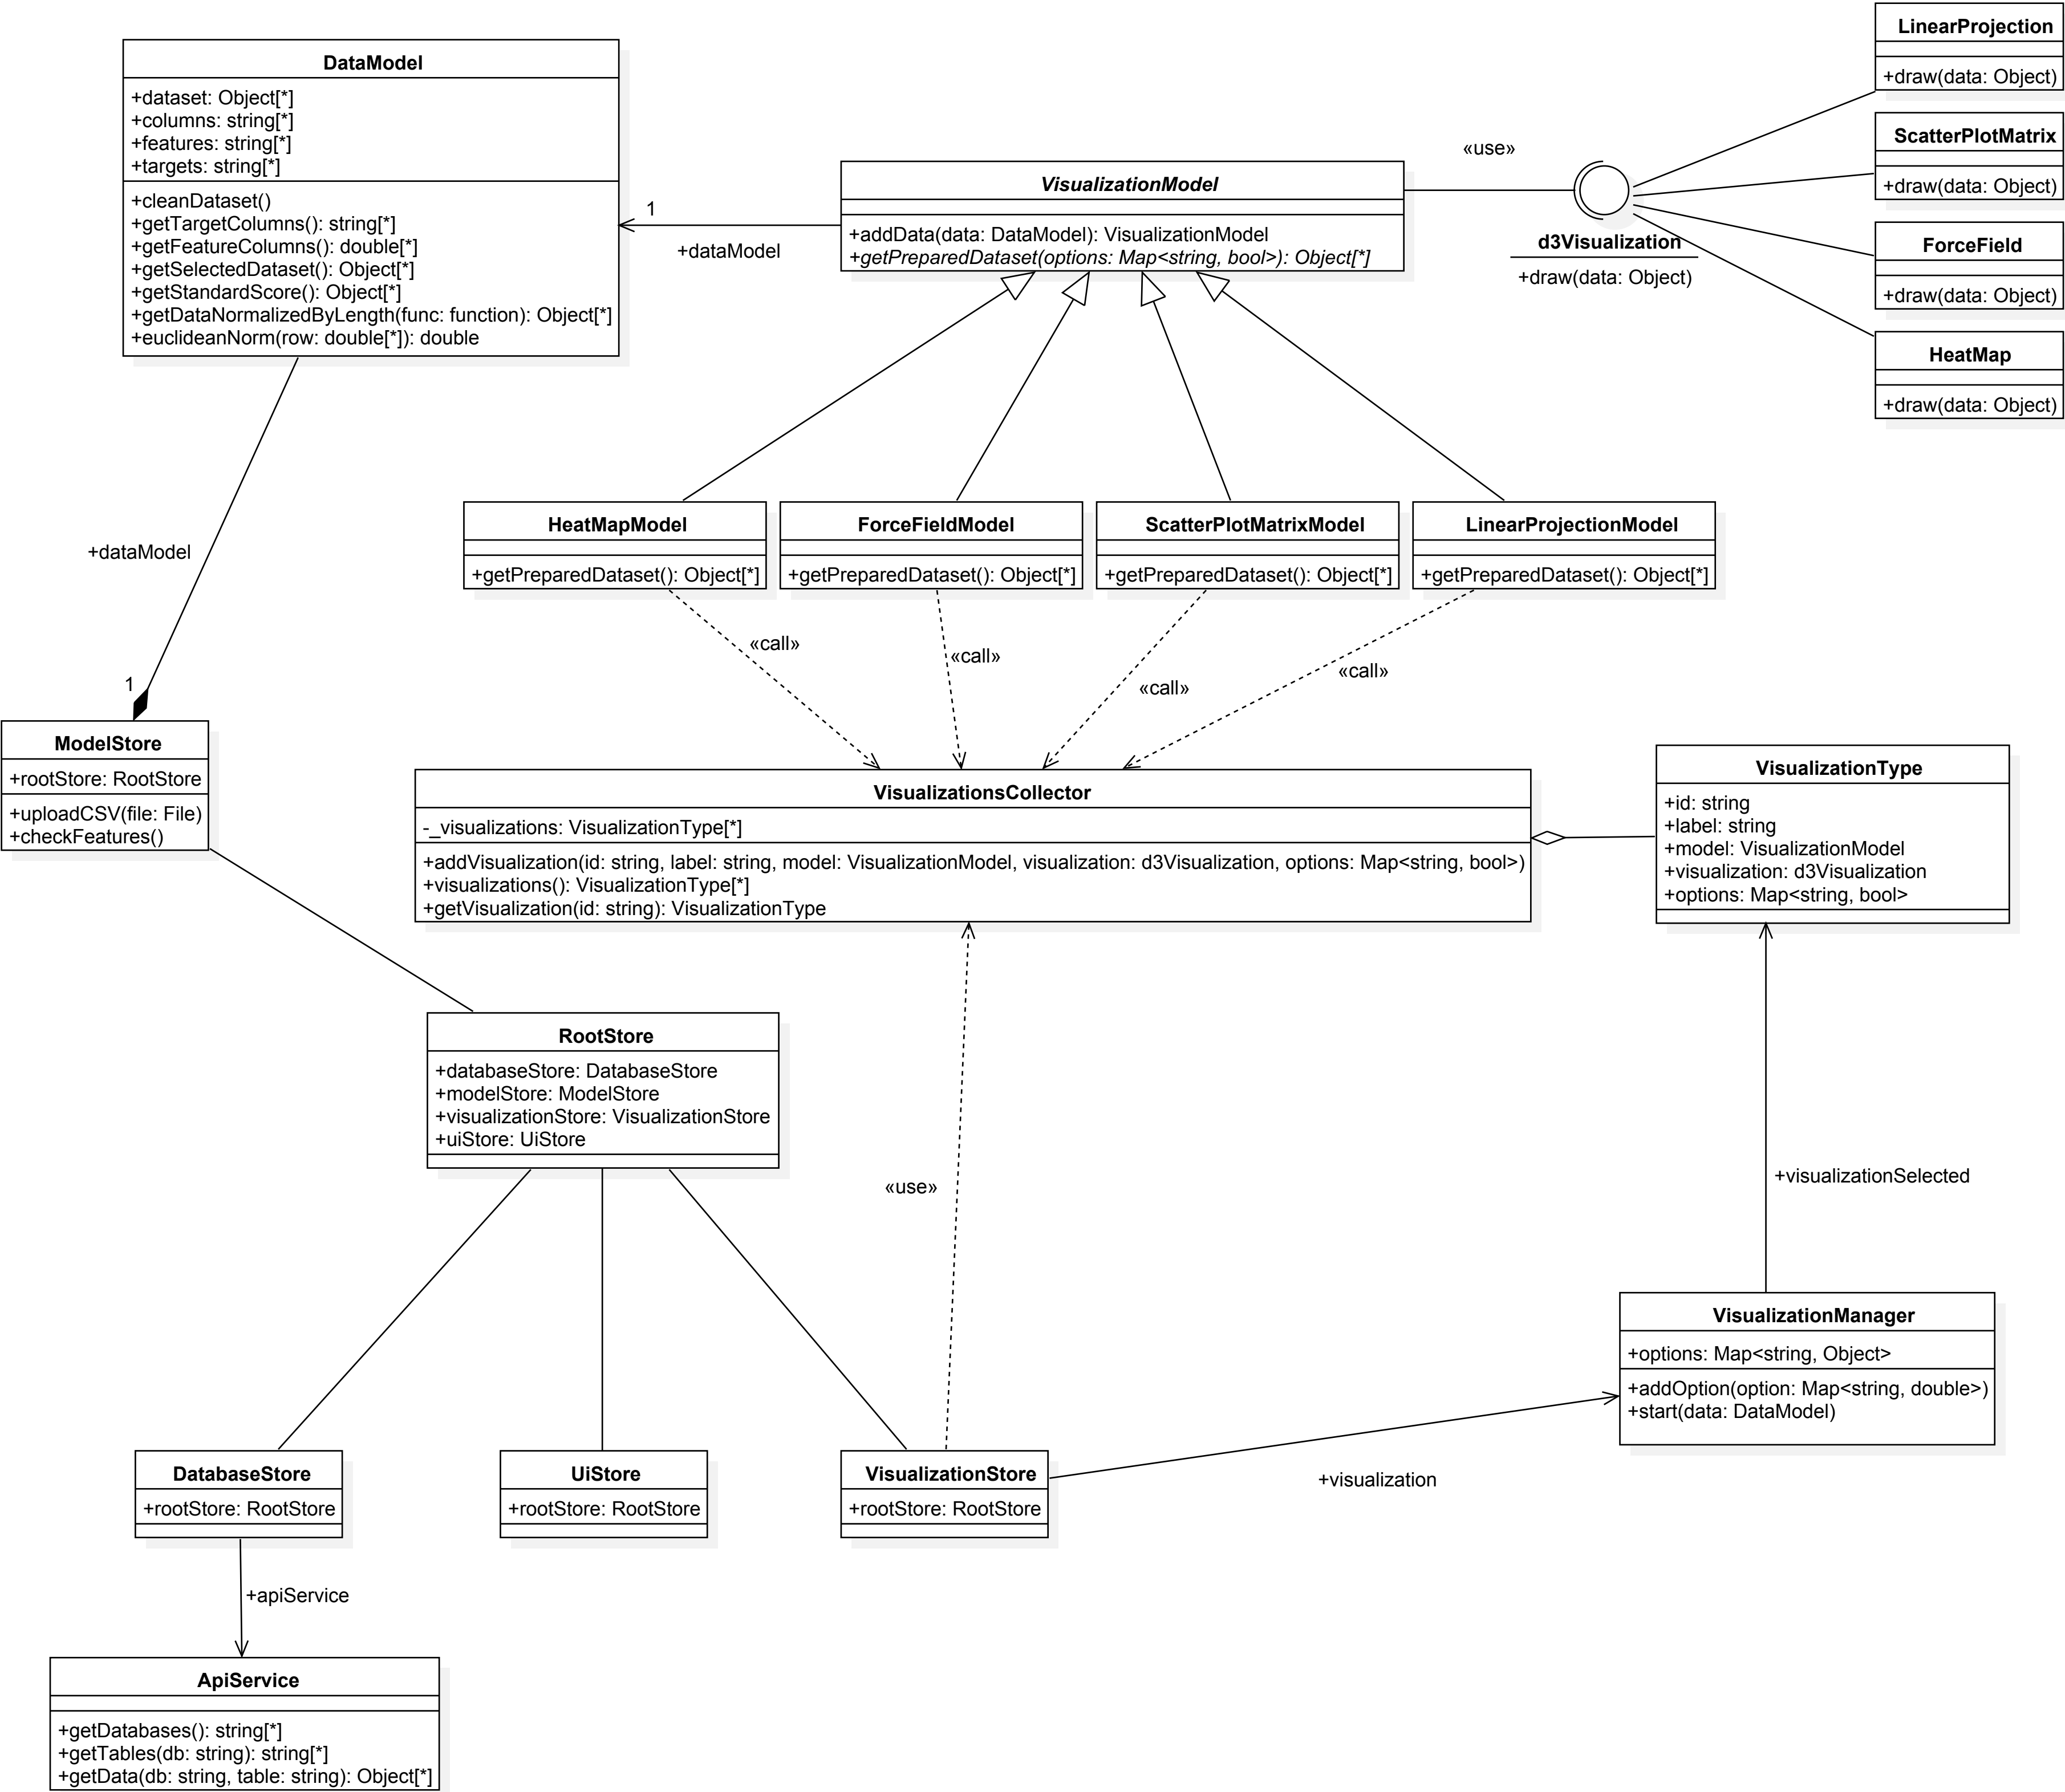 LinearProjection
+draw(data: Object)
ScatterPlotMatrix
+draw(data: Object)
ForceField
+draw(data: Object)
HeatMap
+draw(data: Object)
DataModel
+dataset: Object[*]
+columns: string[*]
+features: string[*]
+targets: string[*]
+cleanDataset()
+getTargetColumns(): string[*]
+getFeatureColumns(): double[*]
+getSelectedDataset(): Object[*]
+getStandardScore(): Object[*]
+getDataNormalizedByLength(func: function): Object[*]
+euclideanNorm(row: double[*]): double
1
+dataModel
VisualizationModel
+addData(data: DataModel): VisualizationModel
+getPreparedDataset(options: Map<string, bool>): Object[*]
«use»
d3Visualization
+draw(data: Object)
HeatMapModel
+getPreparedDataset(): Object[*]
ForceFieldModel
+getPreparedDataset(): Object[*]
ScatterPlotMatrixModel
+getPreparedDataset(): Object[*]
LinearProjectionModel
+getPreparedDataset(): Object[*]
+dataModel
1
«call»
«call»
«call»
«call»
ModelStore
+rootStore: RootStore
+uploadCSV(file: File)
+checkFeatures()
VisualizationsCollector
-_visualizations: VisualizationType[*]
+addVisualization(id: string, label: string, model: VisualizationModel, visualization: d3Visualization, options: Map<string, bool>)
+visualizations(): VisualizationType[*]
+getVisualization(id: string): VisualizationType
VisualizationType
+id: string
+label: string
+model: VisualizationModel
+visualization: d3Visualization
+options: Map<string, bool>
RootStore
+databaseStore: DatabaseStore
+modelStore: ModelStore
+visualizationStore: VisualizationStore
+uiStore: UiStore
«use»
+visualizationSelected
VisualizationManager
+options: Map<string, Object>
+addOption(option: Map<string, double>)
+start(data: DataModel)
DatabaseStore
+rootStore: RootStore
UiStore
+rootStore: RootStore
VisualizationStore
+rootStore: RootStore
+visualization
+apiService
ApiService
+getDatabases(): string[*]
+getTables(db: string): string[*]
+getData(db: string, table: string): Object[*]